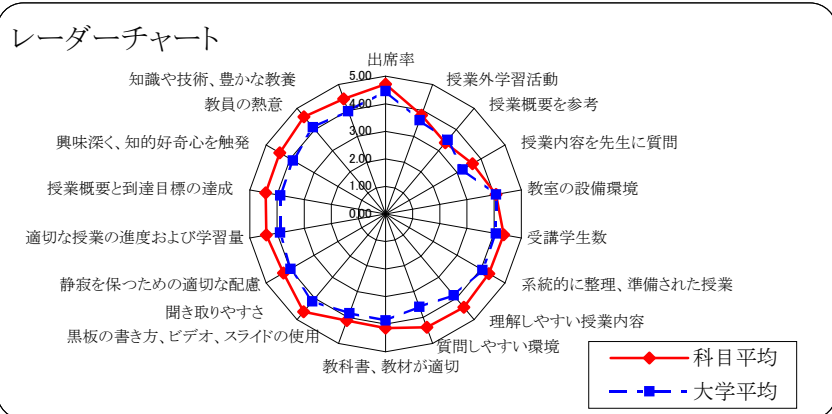 レーダーチャート
出席率
授業外学習活動
授業概要を参考
授業内容を先生に質問
教室の設備環境
受講学生数
系統的に整理、準備された授業
理解しやすい授業内容
質問しやすい環境
教科書、教材が適切
黒板の書き方、ビデオ、スライドの使用
聞き取りやすさ
静寂を保つための適切な配慮
適切な授業の進度および学習量
授業概要と到達目標の達成
興味深く、知的好奇心を触発
教員の熱意
知識や技術、豊かな教養
5.00
4.00
3.00
2.00
1.00
0.00
科目平均
大学平均